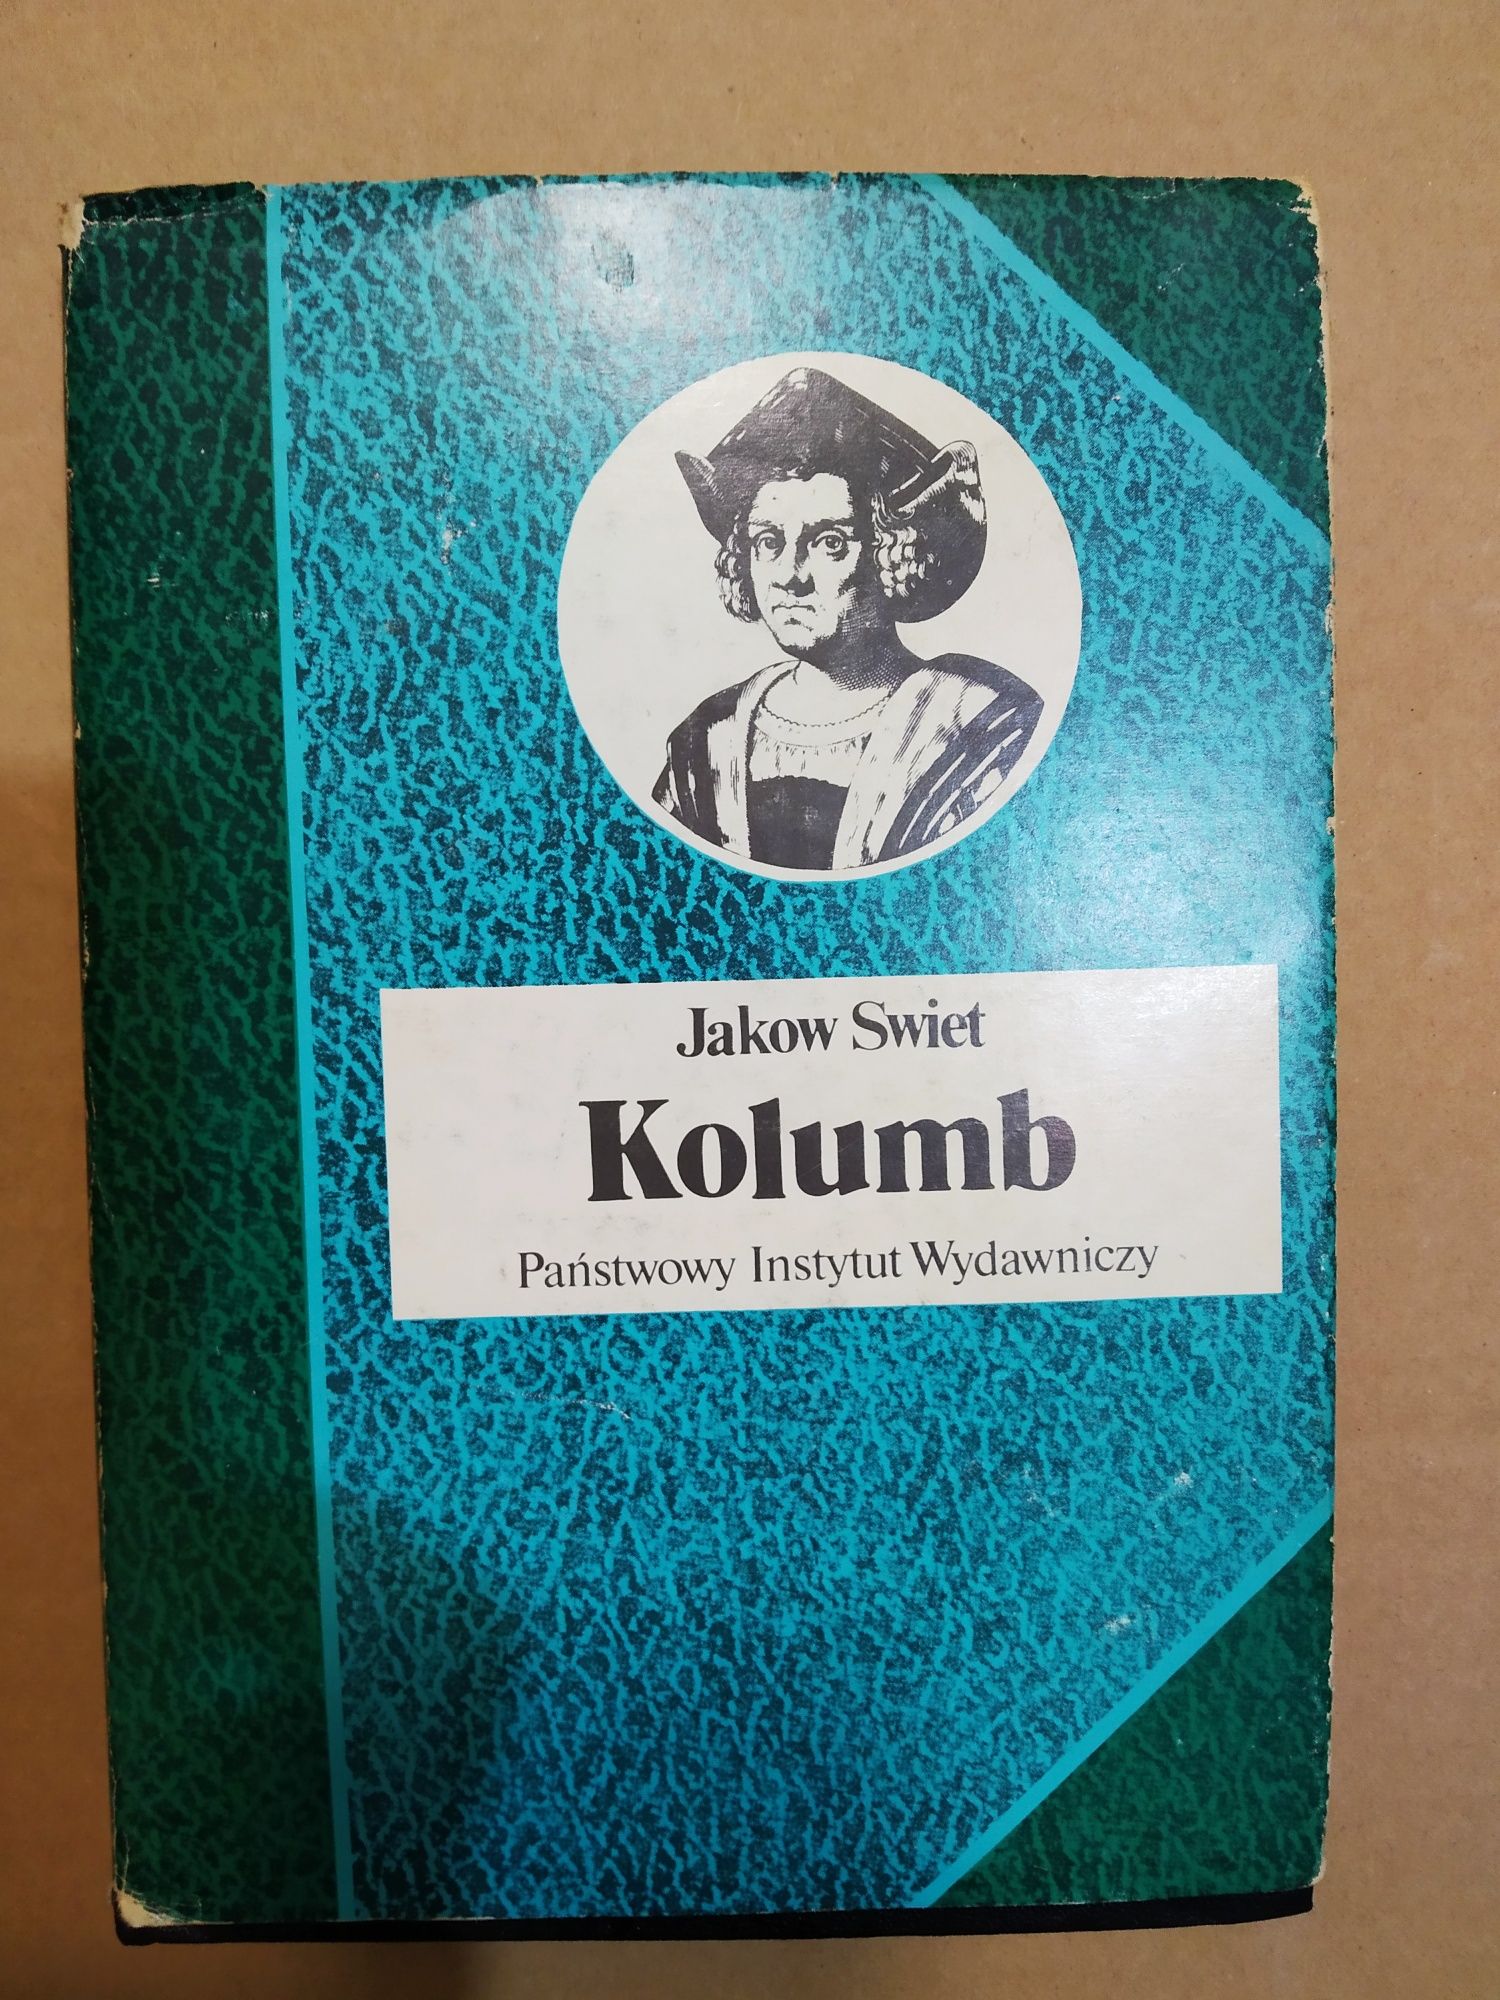 Jakow Swiet
Kolumb
Państwowy Instytut Wydawniczy